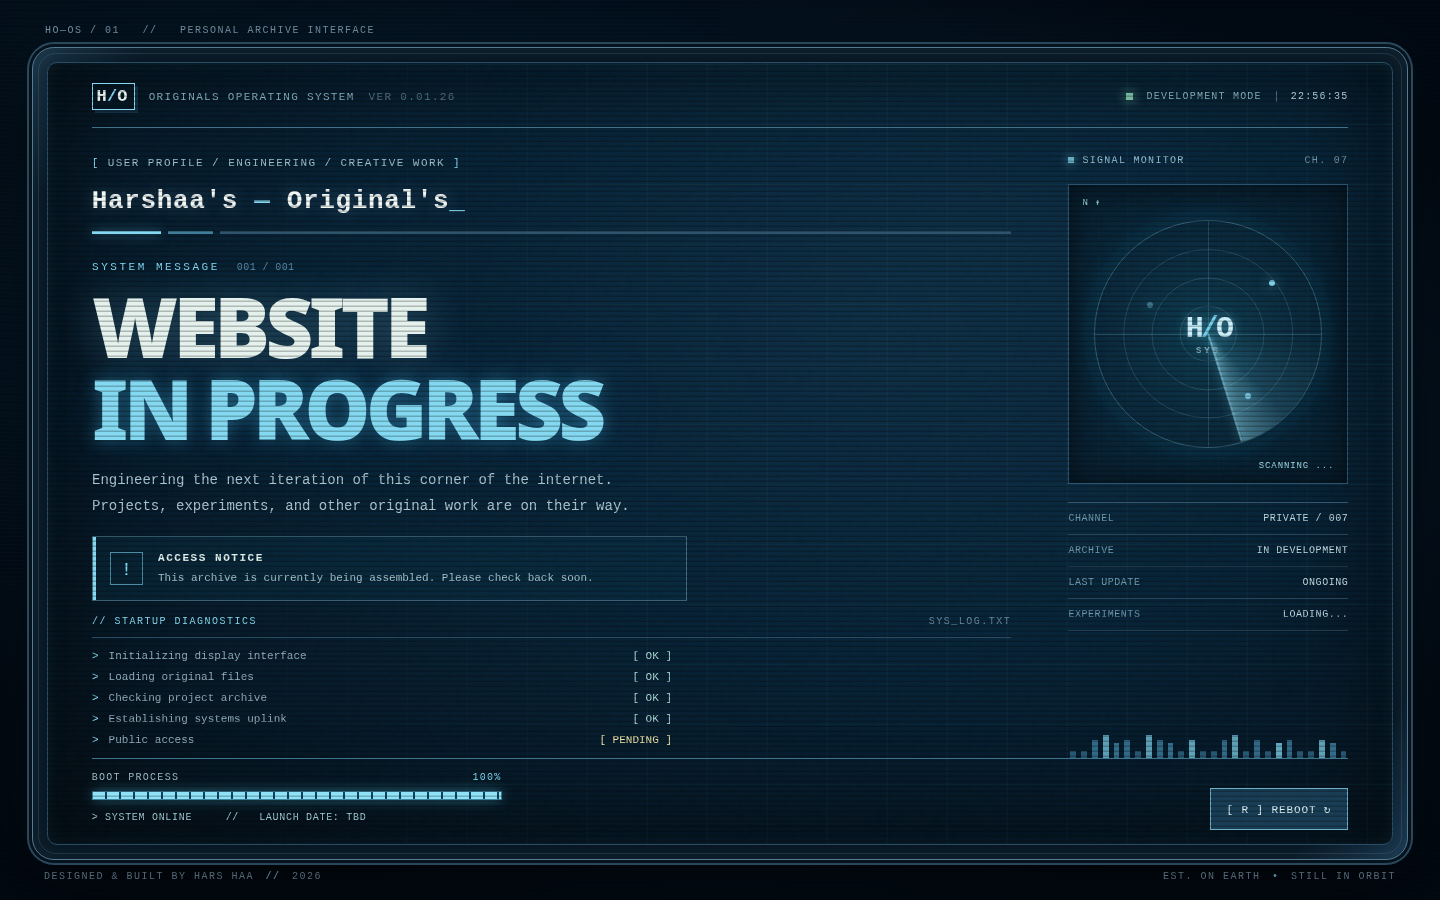 HO—OS / 01 // PERSONAL ARCHIVE INTERFACE
H/O ORIGINALS OPERATING SYSTEM VER 0.01.26
DEVELOPMENT MODE | 22:56:35
[ USER PROFILE / ENGINEERING / CREATIVE WORK ]
Harshaa's — Original's_
SYSTEM MESSAGE 001 / 001
WEBSITE
IN PROGRESS
Engineering the next iteration of this corner of the internet.
Projects, experiments, and other original work are on their way.
!
ACCESS NOTICE
This archive is currently being assembled. Please check back soon.
// STARTUP DIAGNOSTICS SYS_LOG.TXT
> Initializing display interface [ OK ]
> Loading original files [ OK ]
> Checking project archive [ OK ]
> Establishing systems uplink [ OK ]
> Public access [ PENDING ]
SIGNAL MONITOR CH. 07
N ↑
H/O
SYS
SCANNING ...
CHANNEL PRIVATE / 007
ARCHIVE IN DEVELOPMENT
LAST UPDATE ONGOING
EXPERIMENTS LOADING...
BOOT PROCESS 100%
> SYSTEM ONLINE // LAUNCH DATE: TBD
[ R ] REBOOT ↻
DESIGNED & BUILT BY HARS HAA // 2026
EST. ON EARTH • STILL IN ORBIT